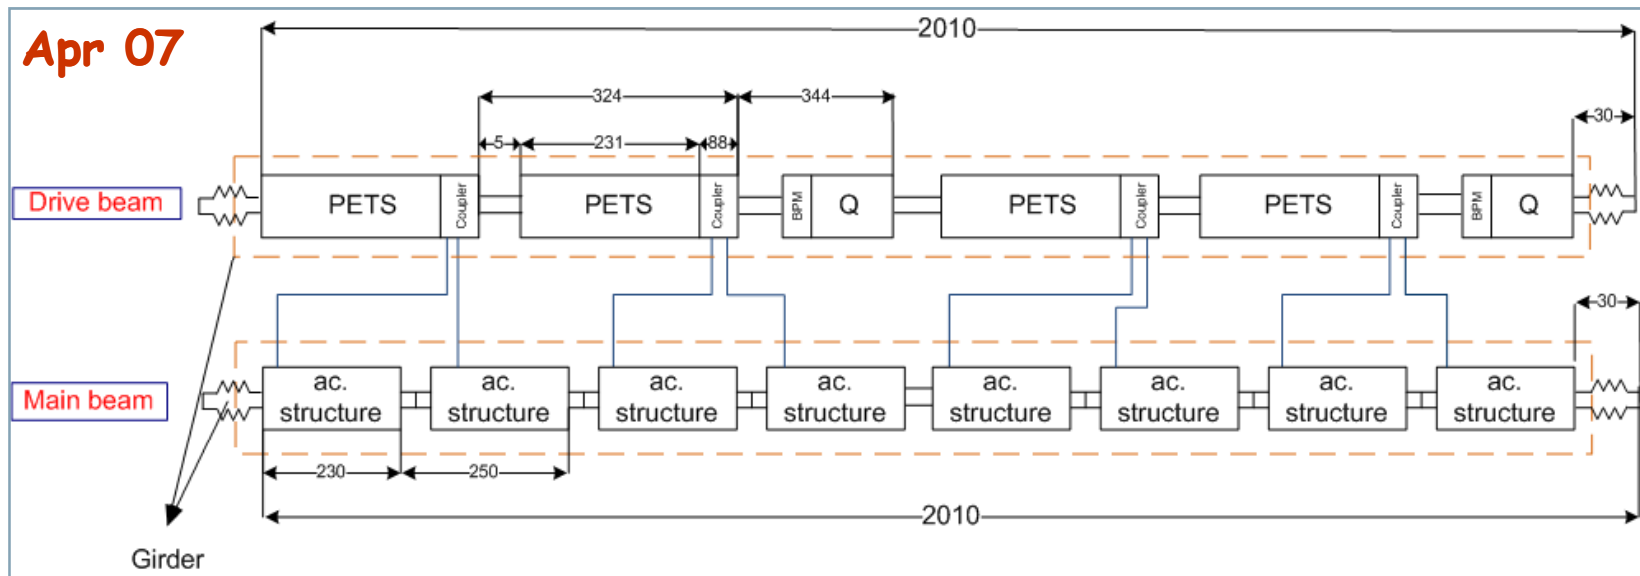 Apr 07
2010
324
344
30
5
231
88
Drive beam
PETS
Coupler
PETS
Coupler
BPM
Q
PETS
Coupler
PETS
Coupler
BPM
Q
30
Main beam
ac.
structure
ac.
structure
ac.
structure
ac.
structure
ac.
structure
ac.
structure
ac.
structure
ac.
structure
230
250
2010
Girder